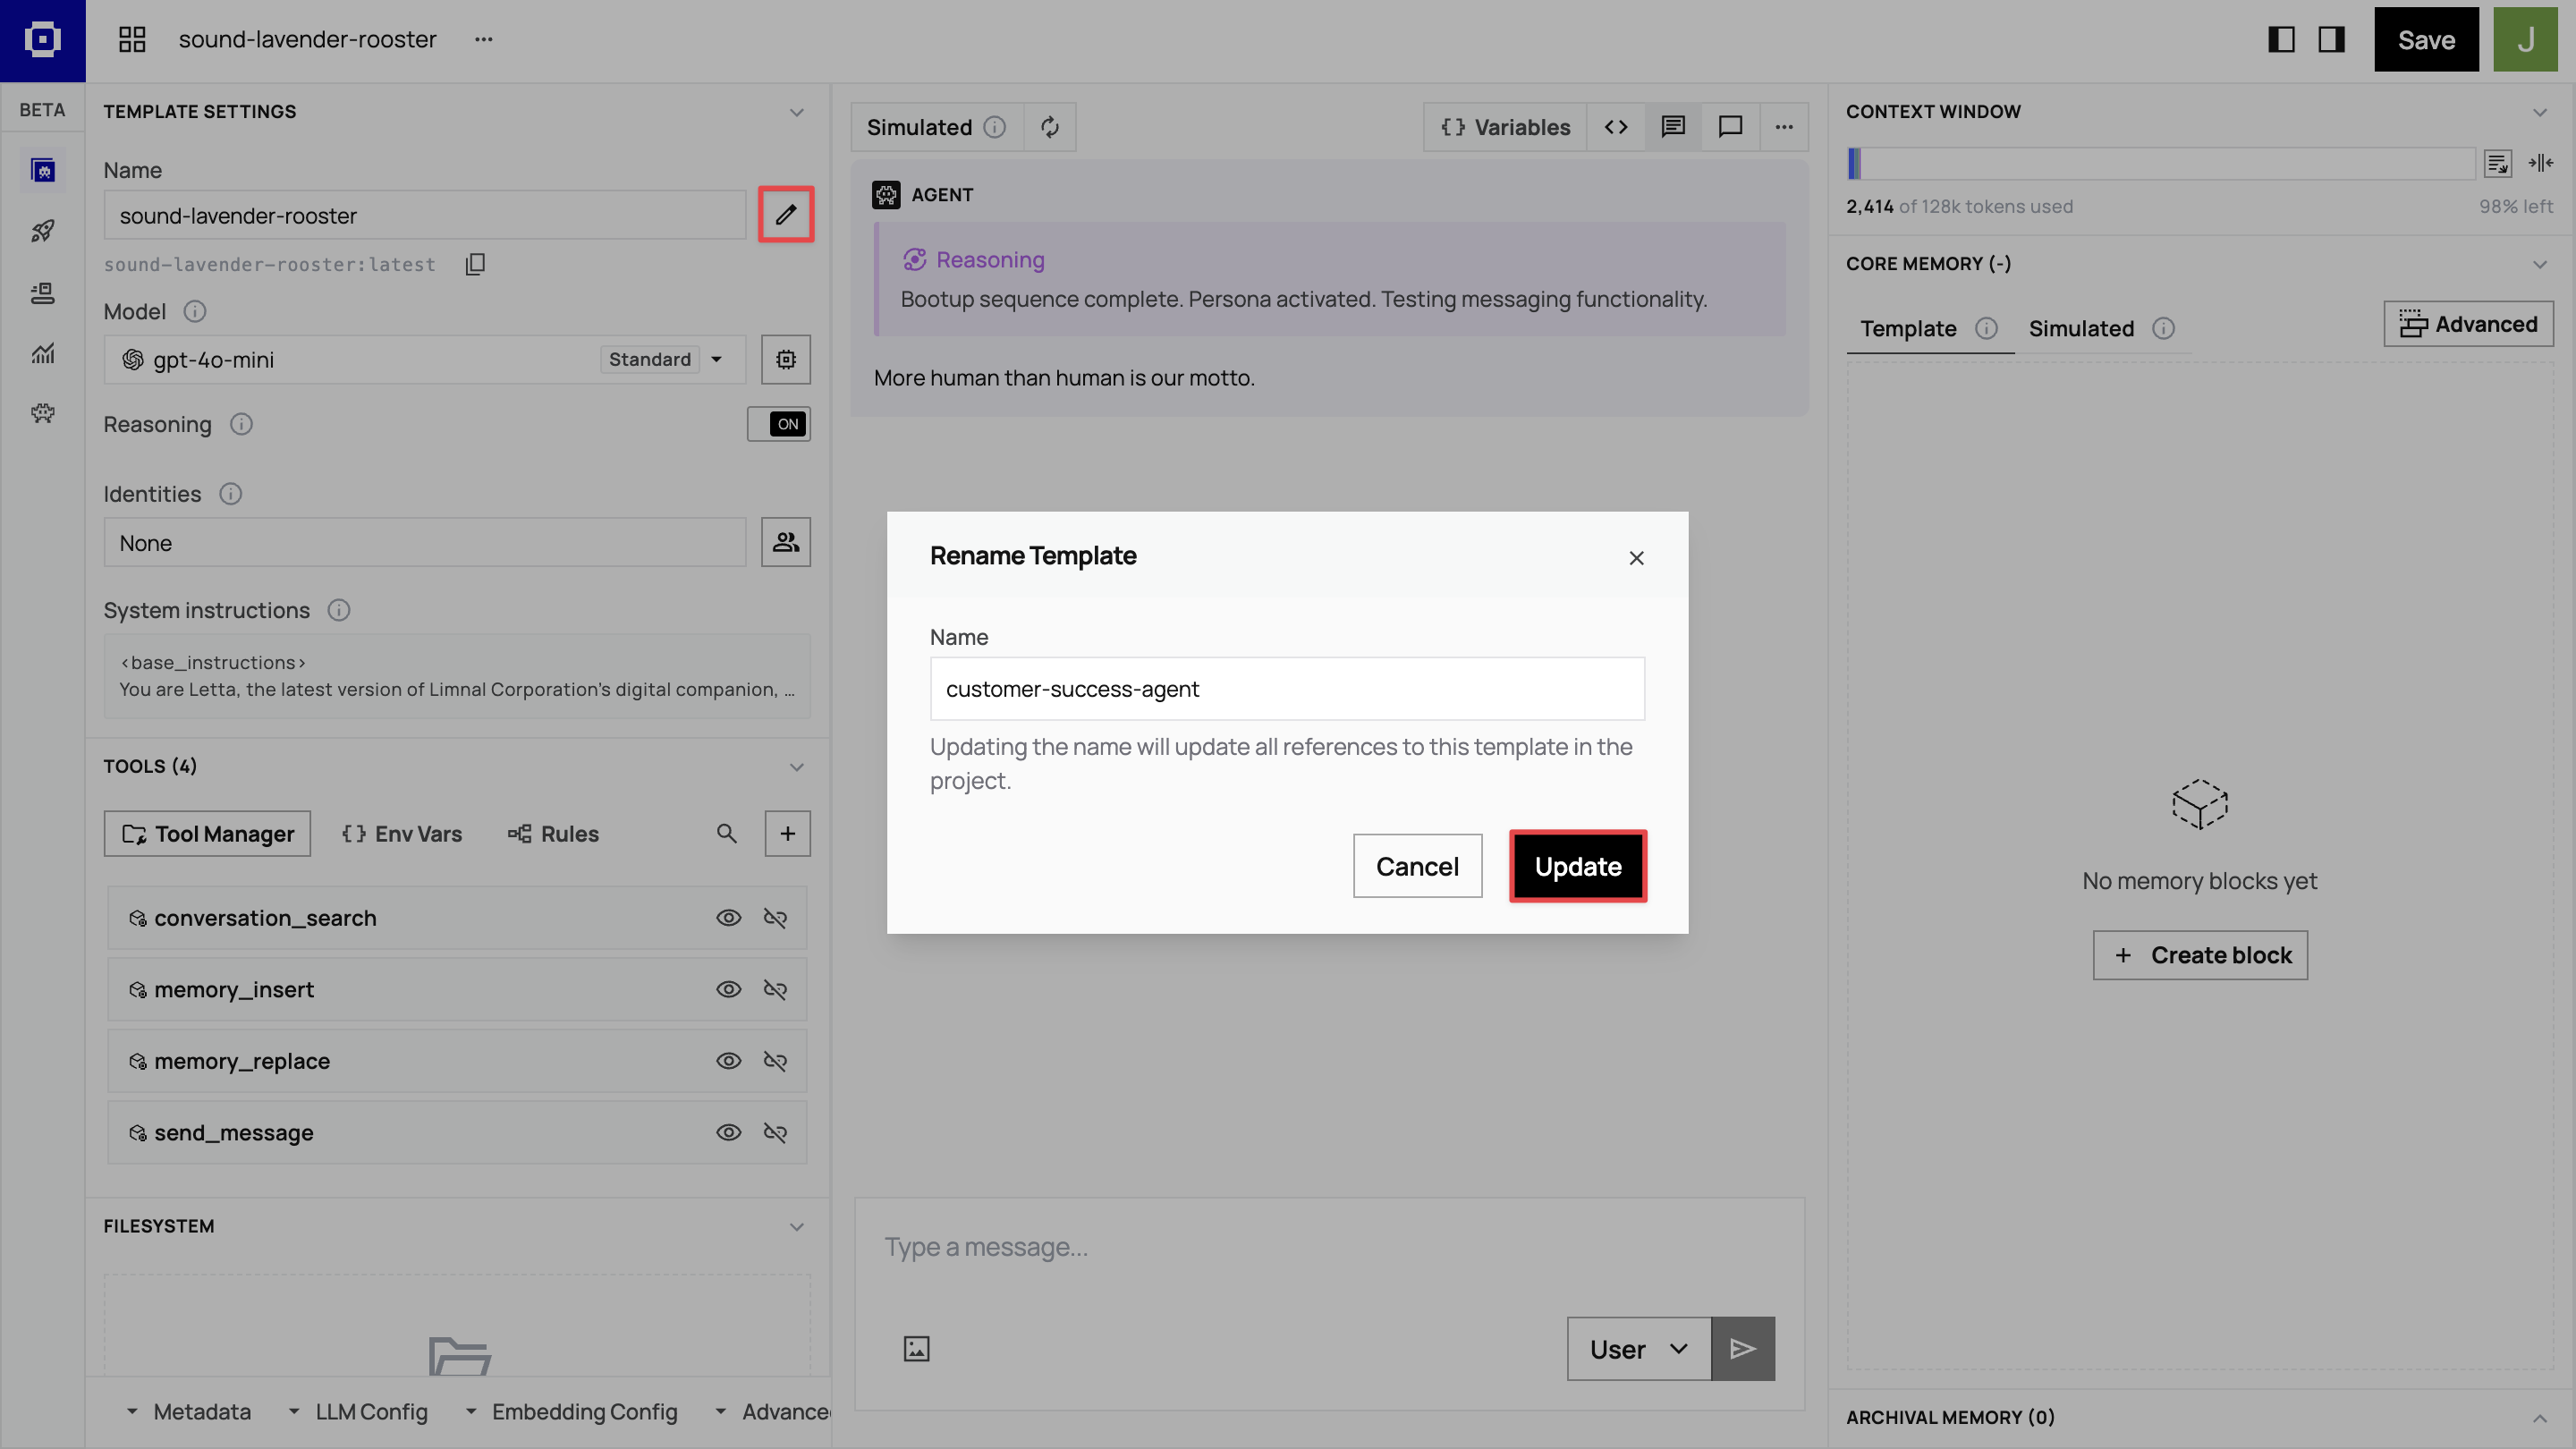 sound-lavender-rooster
...
Save
J
BETA
TEMPLATE SETTINGS
Name
sound-lavender-rooster
sound-lavender-rooster:latest
Model
gpt-4o-mini
Standard
Reasoning
ON
Identities
None
System instructions
<base_instructions>
You are Letta, the latest version of Limnal Corporation's digital companion, ...
TOOLS (4)
Tool Manager
{} Env Vars
Rules
+
conversation_search
memory_insert
memory_replace
send_message
FILESYSTEM
Metadata
LLM Config
Embedding Config
Advance
Simulated
{} Variables
<>
...
AGENT
Reasoning
Bootup sequence complete. Persona activated. Testing messaging functionality.
More human than human is our motto.
Rename Template
Name
customer-success-agent
Updating the name will update all references to this template in the
project.
Cancel
Update
Type a message...
User
CONTEXT WINDOW
2,414 of 128k tokens used
98% left
CORE MEMORY (-)
Template
Simulated
Advanced
No memory blocks yet
+ Create block
ARCHIVAL MEMORY (0)